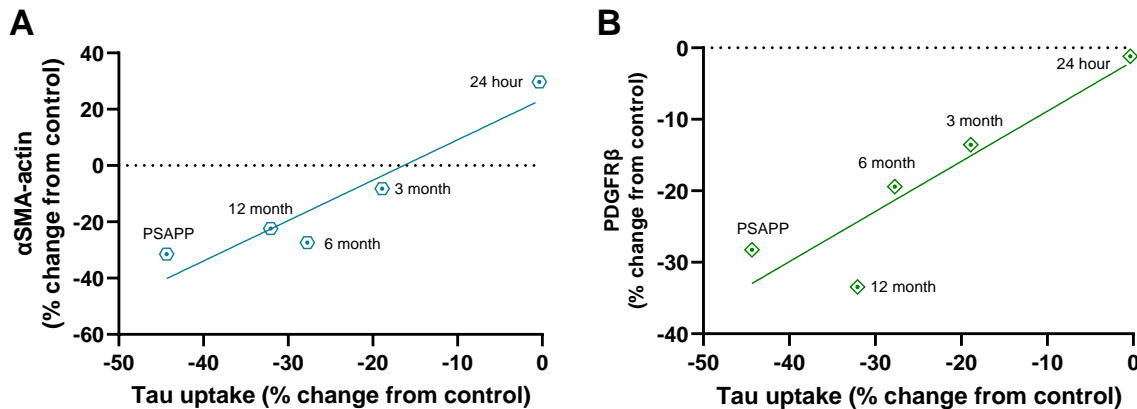 A
αSMA-actin
(% change from control)
40
20
0
-20
-40
-60
24 hour
3 month
12 month
6 month
PSAPP
-50
-40
-30
-20
-10
0
Tau uptake (% change from control)
B
PDGFRβ
(% change from control)
0
-10
-20
-30
-40
24 hour
3 month
6 month
PSAPP
12 month
-50
-40
-30
-20
-10
0
Tau uptake (% change from control)